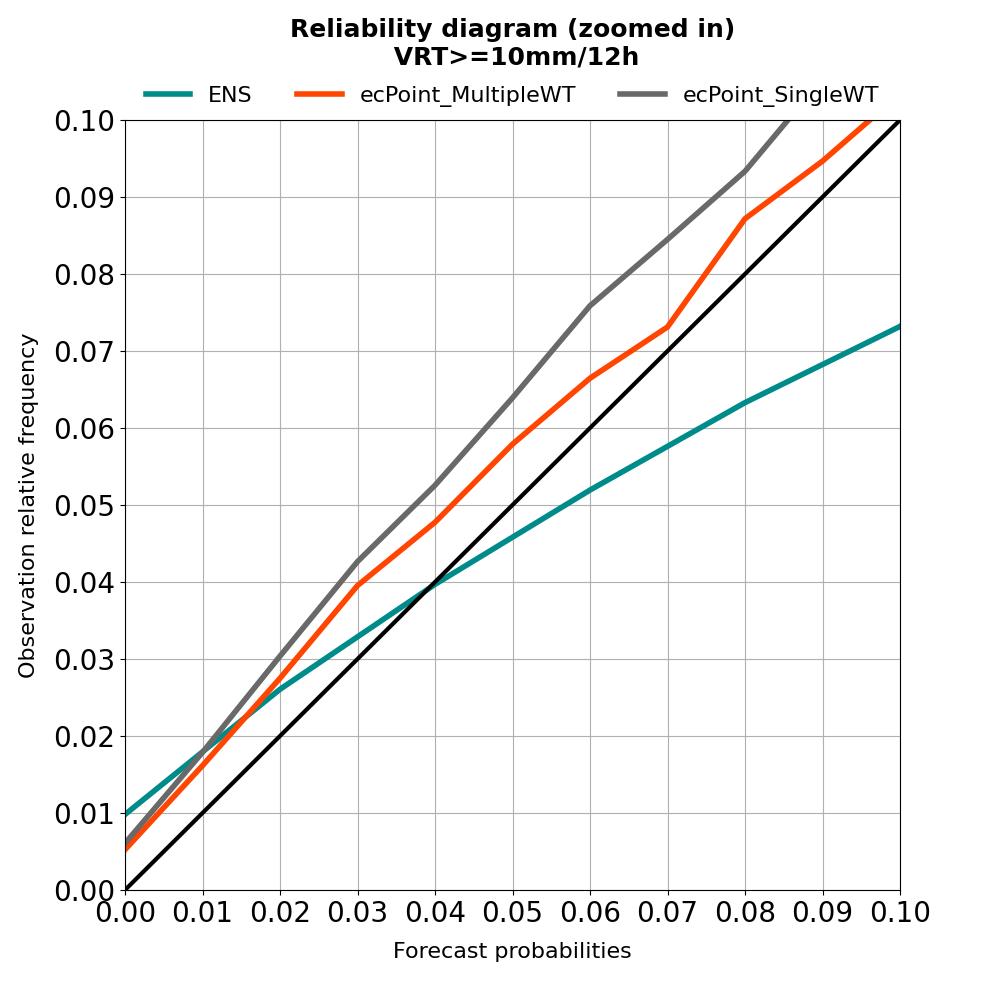 Reliability diagram (zoomed in)
VRT>=10mm/12h
ENS ecPoint_MultipleWT ecPoint_SingleWT
0.10
0.09
0.08
0.07
0.06
0.05
0.04
0.03
0.02
0.01
0.00
Observation relative frequency
0.00 0.01 0.02 0.03 0.04 0.05 0.06 0.07 0.08 0.09 0.10
Forecast probabilities